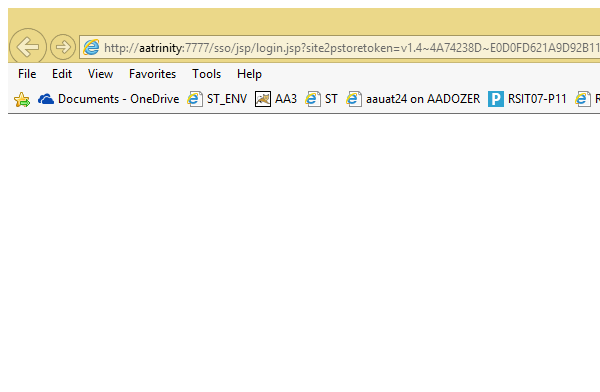 http://aatrinity:7777/sso/jsp/login.jsp?site2pstoretoken=v1.4~4A74238D~E0D0FD621A9D92B11
File Edit View Favorites Tools Help
Documents - OneDrive ST_ENV AA3 ST aauat24 on AADOZER P RSIT07-P11 R